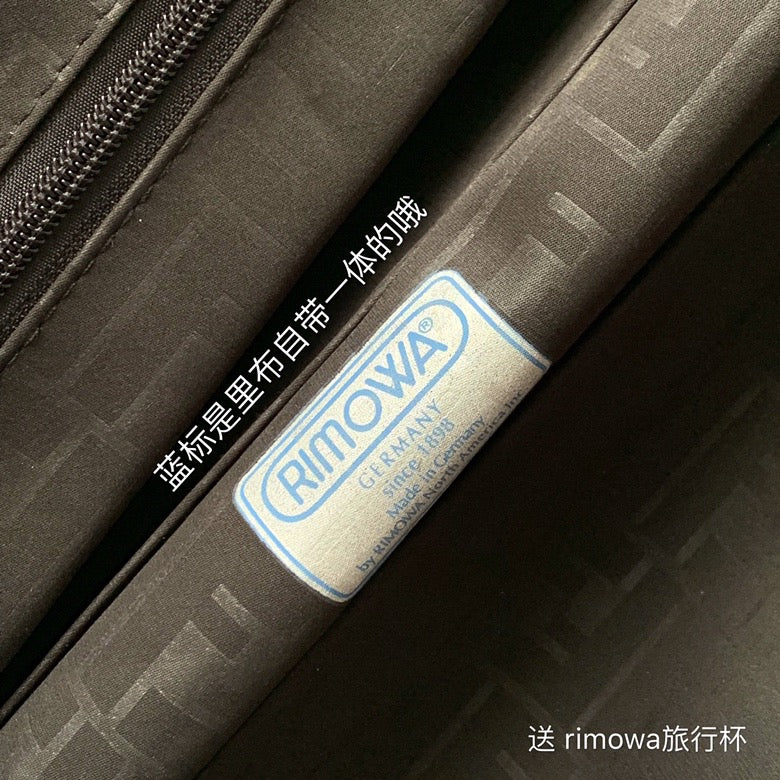 蓝标是里布自带一体的哦
RIMOWA®
GERMANY
since 1898
Made in Germany
by RIMOWA North America In
送 rimowa旅行杯